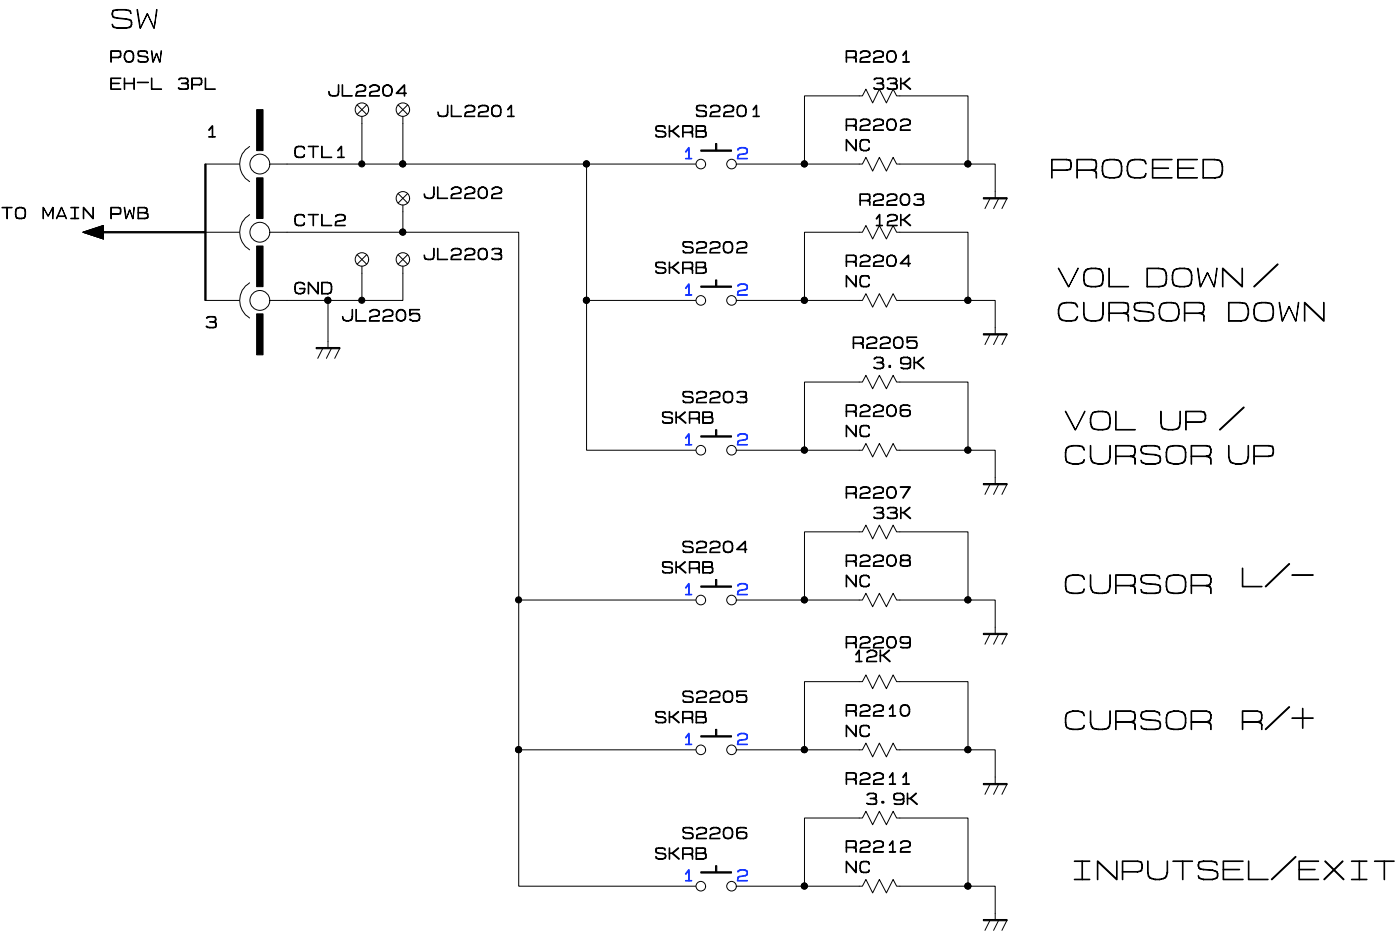 SW
POSW
EH-L 3PL
JL2204
JL2201
1
CTL1
JL2202
TO MAIN PWB
CTL2
JL2203
GND
3
JL2205
R2201
33K
S2201
SKRB
1 2
R2202
NC
PROCEED
R2203
12K
S2202
SKRB
1 2
R2204
NC
VOL DOWN/
CURSOR DOWN
R2205
3.9K
S2203
SKRB
1 2
R2206
NC
VOL UP/
CURSOR UP
R2207
33K
S2204
SKRB
1 2
R2208
NC
CURSOR L/-
R2209
12K
S2205
SKRB
1 2
R2210
NC
CURSOR R/+
R2211
3.9K
S2206
SKRB
1 2
R2212
NC
INPUTSEL/EXIT